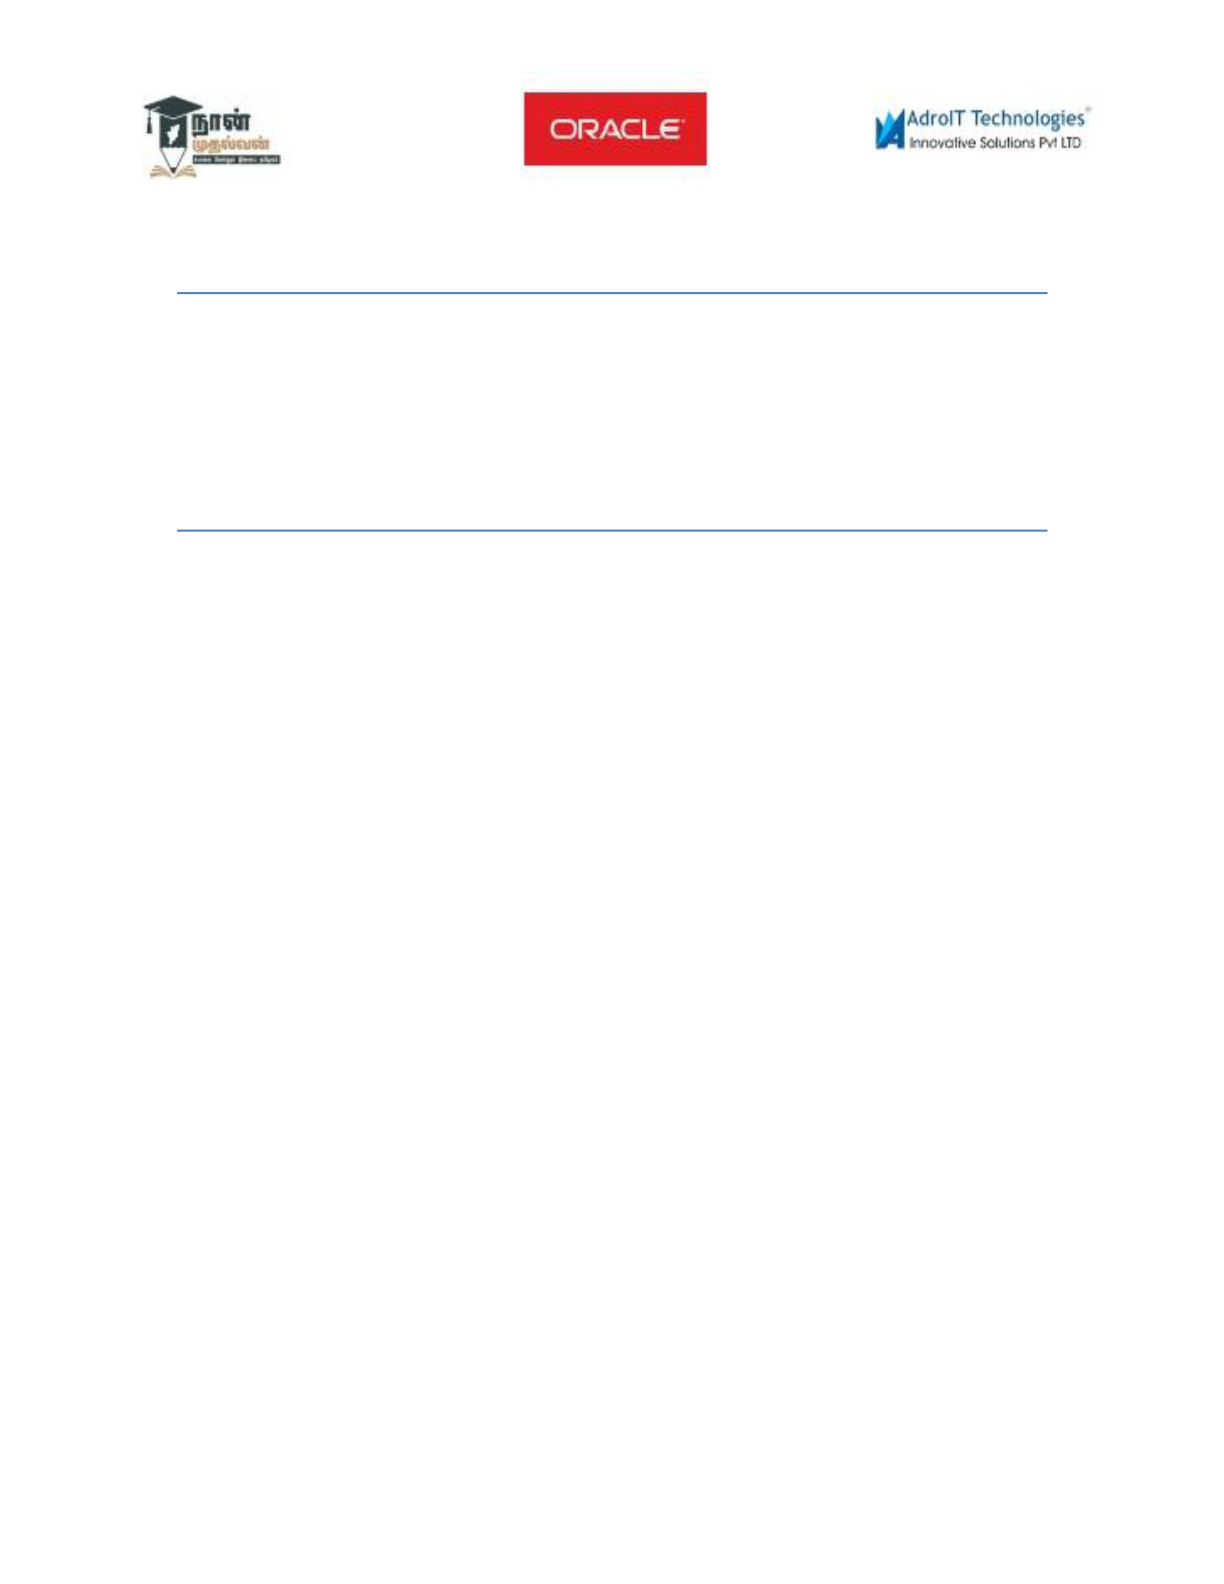 நான்
முதல்வன்
ORACLE
AdroIT Technologies
Innovative Solutions Pvt LTD